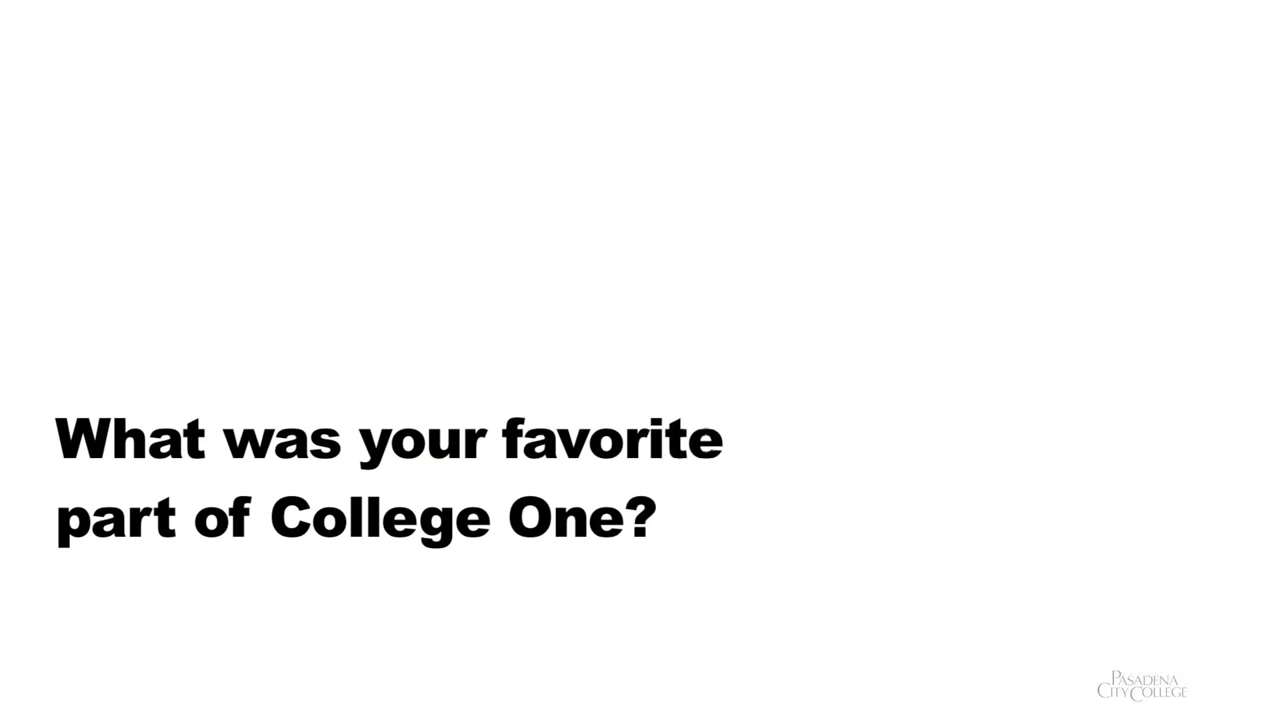 What was your favorite
part of College One?
PASADENA
CITY COLLEGE